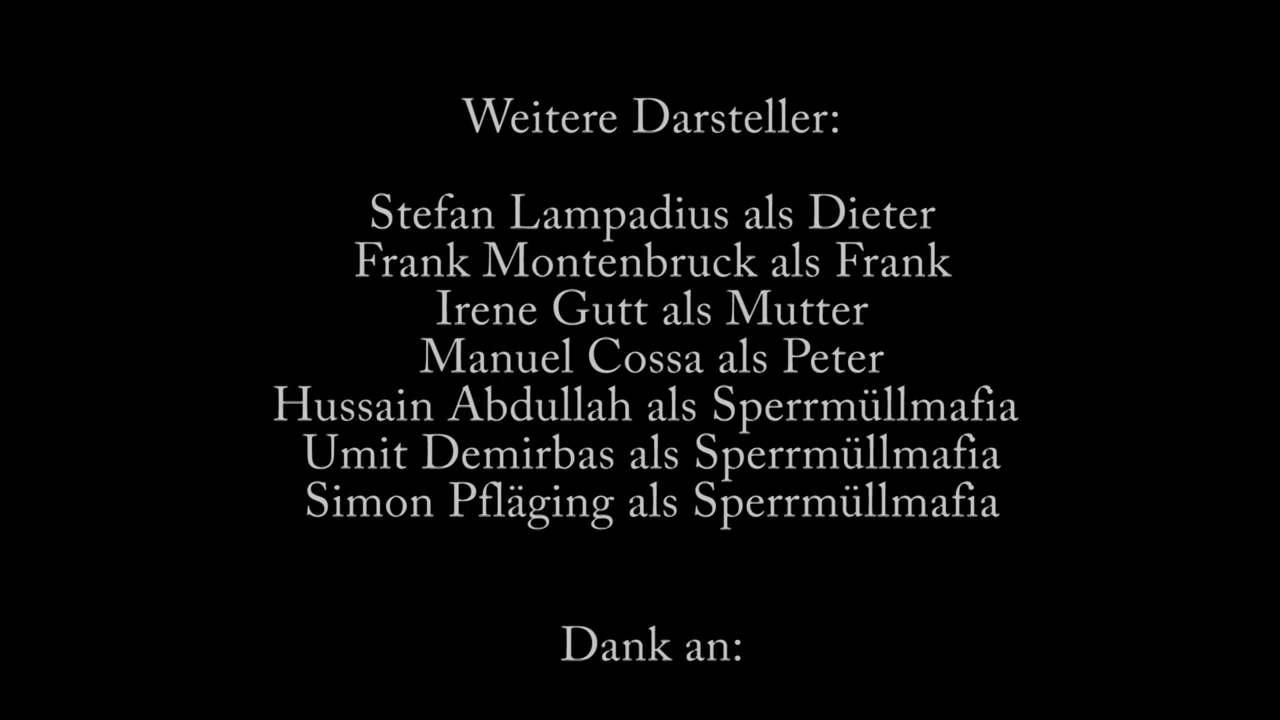 Weitere Darsteller:
Stefan Lampadius als Dieter
Frank Montenbruck als Frank
Irene Gutt als Mutter
Manuel Cossa als Peter
Hussain Abdullah als Sperrmüllmafia
Umit Demirbas als Sperrmüllmafia
Simon Pfläging als Sperrmüllmafia
Dank an: